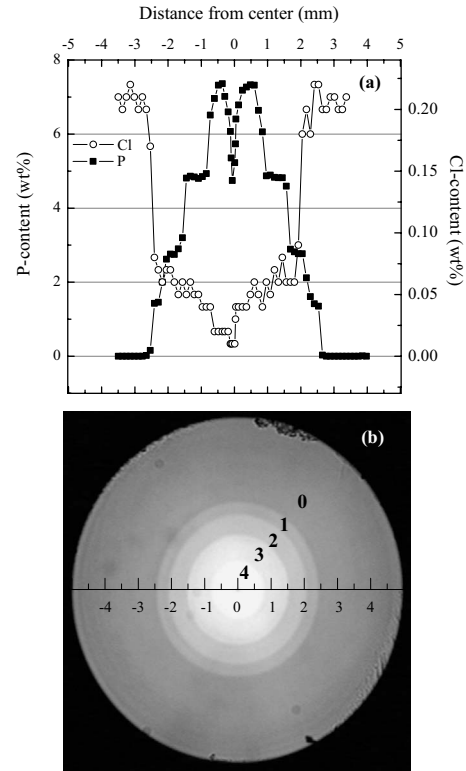 Distance from center (mm)
-5 -4 -3 -2 -1 0 1 2 3 4 5
(a)
8
6
4
2
0
P-content (wt%)
0.20
0.15
0.10
0.05
0.00
Cl-content (wt%)
Cl
P
(b)
0
1
2
3
4
-4 -3 -2 -1 0 1 2 3 4